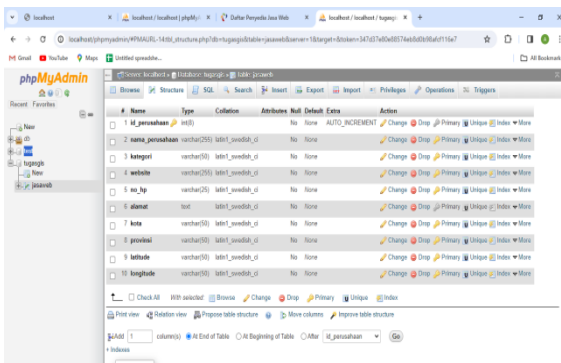 localhost
localhost / localhost | phpMy
Daftar Penyedia Jasa Web
localhost / localhost / tugasg
localhost/phpmyadmin/#PMAURL-14:tbl_structure.php?db=tugasgis&table=jasaweb&server=1&target=&token=
M Gmail YouTube Maps Untitled spreadshe...
All Bookmark
phpMyAdmin
Recent Favorites
New
db
tugasgis
New
jasaweb
Server: localhost » Database: tugasgis » Table: jasaweb
Browse Structure SQL Search Insert Export Import Privileges Operations Triggers
# Name Type Collation Attributes Null Default Extra Action
1 id_perusahaan int(8) No None AUTO_INCREMENT Change Drop Primary Unique Index More
2 nama_perusahaan varchar(255) latin1_swedish_ci No None Change Drop Primary Unique Index More
3 kategori varchar(50) latin1_swedish_ci No None Change Drop Primary Unique Index More
4 website varchar(255) latin1_swedish_ci No None Change Drop Primary Unique Index More
5 no_hp varchar(25) latin1_swedish_ci No None Change Drop Primary Unique Index More
6 alamat text latin1_swedish_ci No None Change Drop Primary Unique Index More
7 kota varchar(50) latin1_swedish_ci No None Change Drop Primary Unique Index More
8 provinsi varchar(50) latin1_swedish_ci No None Change Drop Primary Unique Index More
9 latitude varchar(50) latin1_swedish_ci No None Change Drop Primary Unique Index More
10 longitude varchar(50) latin1_swedish_ci No None Change Drop Primary Unique Index More
Check All With selected: Browse Change Drop Primary Unique Index
Print view Relation view Propose table structure Move columns Improve table structure
Add 1 column(s) At End of Table At Beginning of Table After id_perusahaan Go
+ Indexes